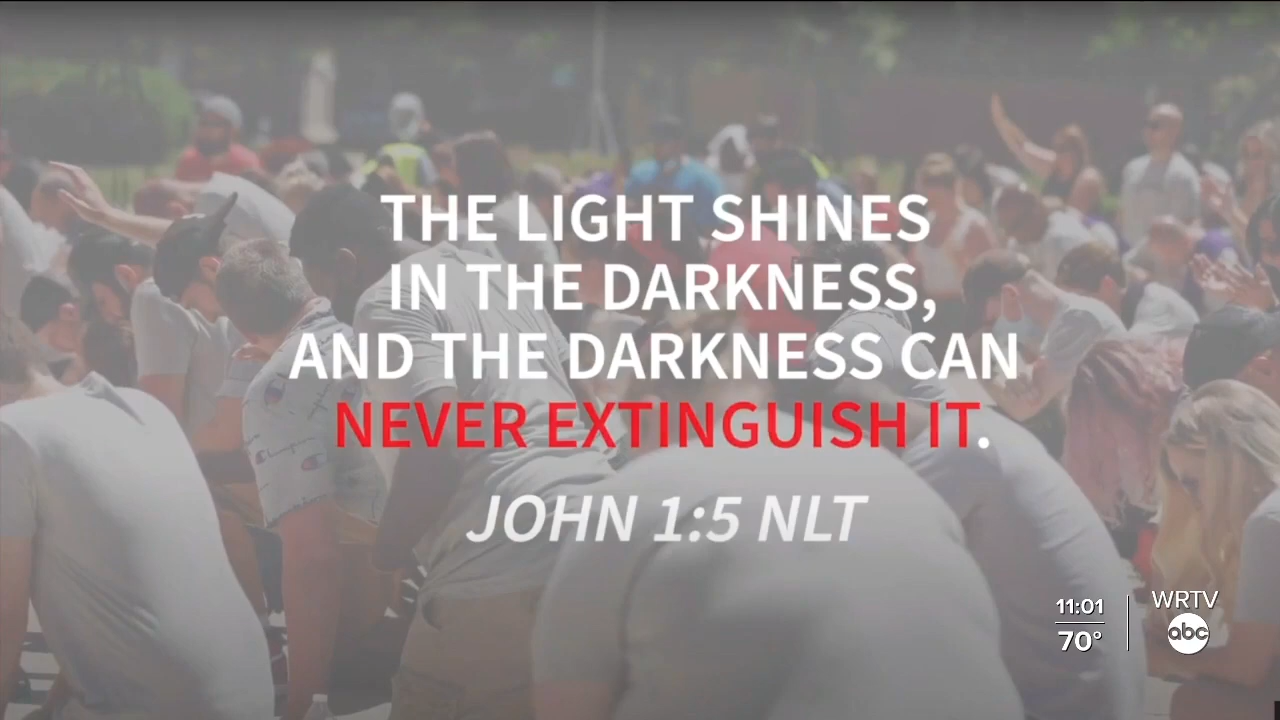 THE LIGHT SHINES
IN THE DARKNESS,
AND THE DARKNESS CAN
NEVER EXTINGUISH IT.
JOHN 1:5 NLT
11:01
70°
WRTV
abc